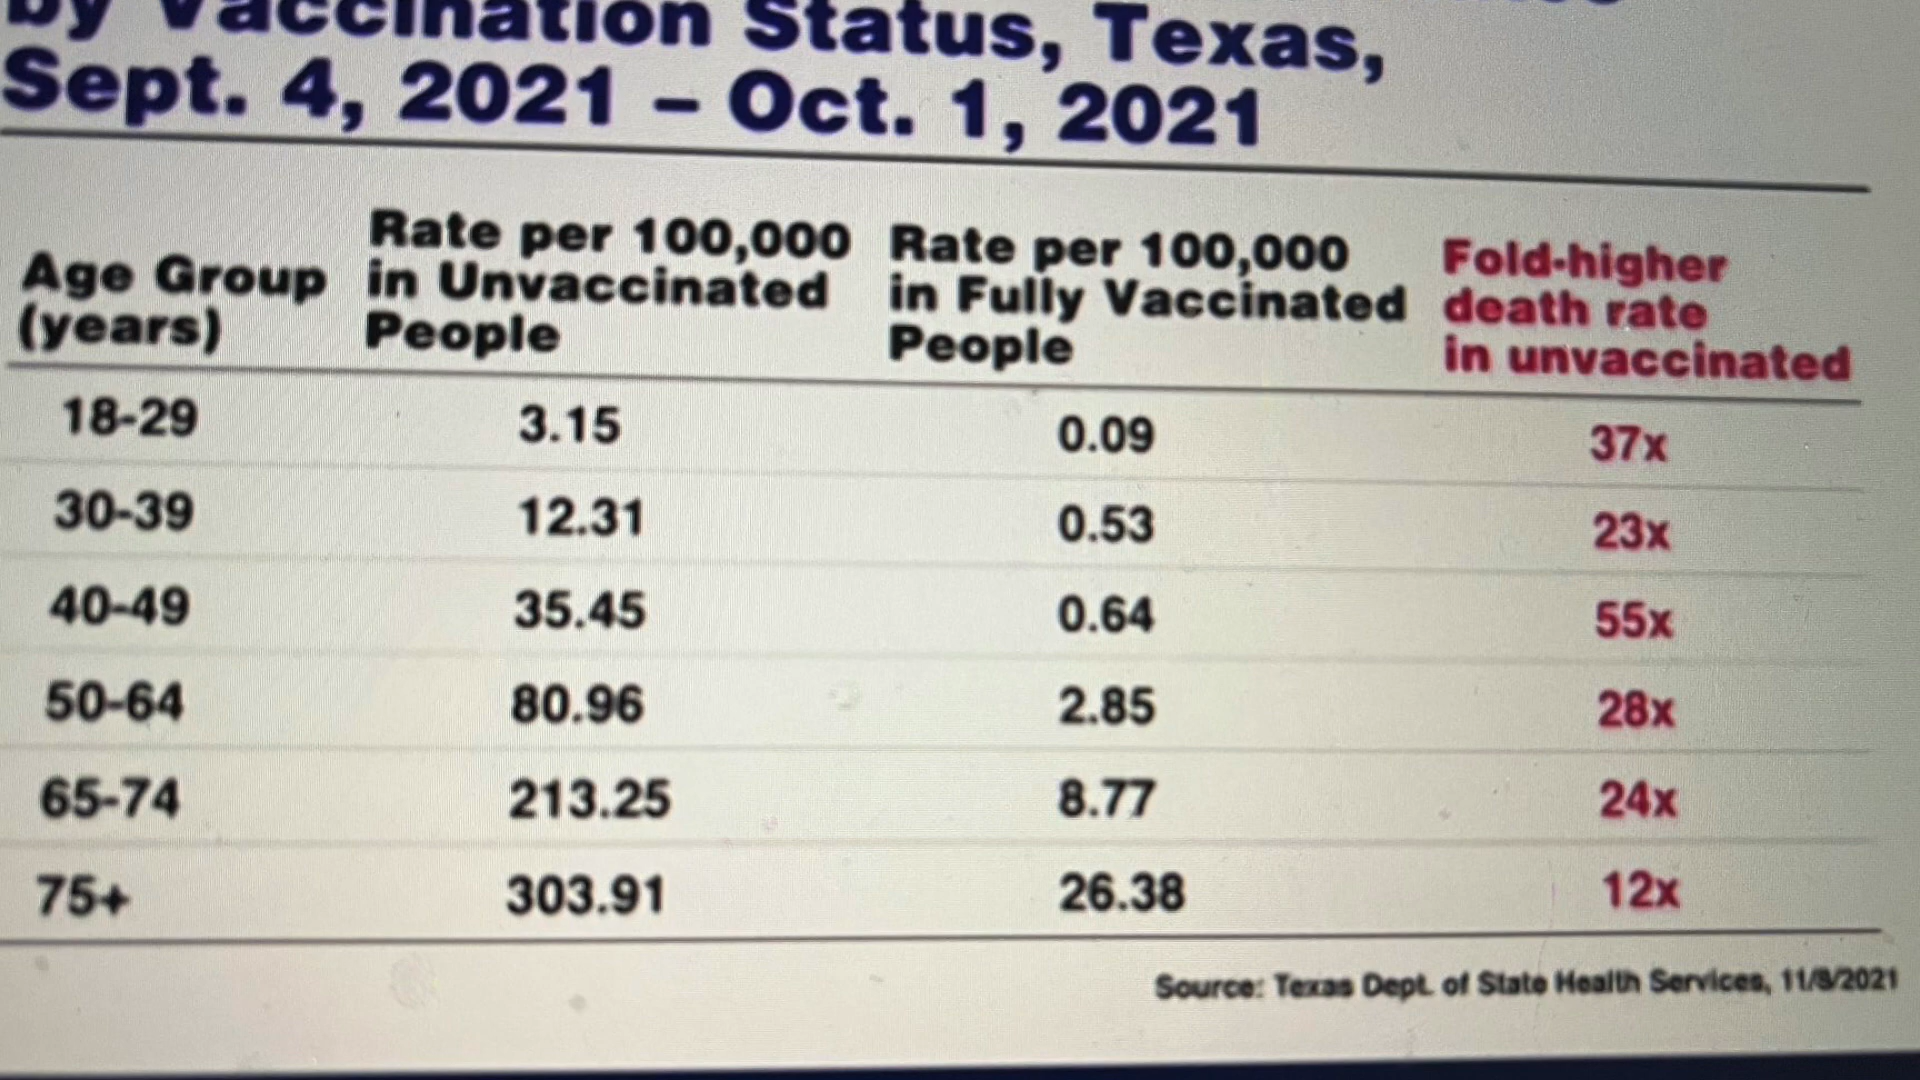 by Vaccination Status, Texas,
Sept. 4, 2021 – Oct. 1, 2021
Age Group
(years)
Rate per 100,000
in Unvaccinated
People
Rate per 100,000
in Fully Vaccinated
People
Fold-higher
death rate
in unvaccinated
18-29 3.15 0.09 37x
30-39 12.31 0.53 23x
40-49 35.45 0.64 55x
50-64 80.96 2.85 28x
65-74 213.25 8.77 24x
75+ 303.91 26.38 12x
Source: Texas Dept. of State Health Services, 11/8/2021